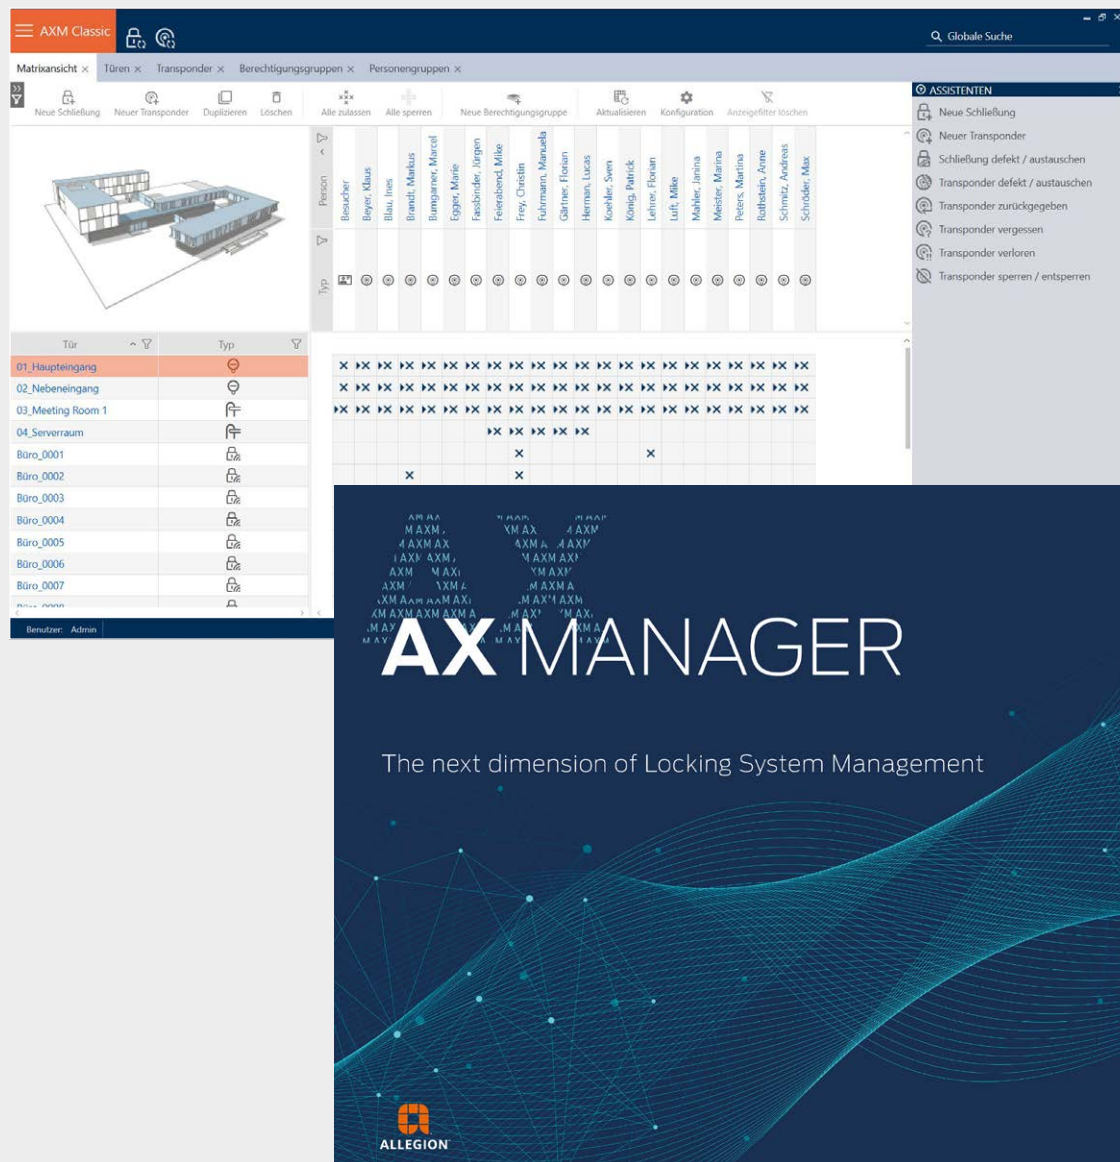 AXM Classic
Globale Suche
Matrixansicht Türen Transponder Berechtigungsgruppen Personengruppen
Neue Schließung Neuer Transponder Duplizieren Löschen Alle zulassen Alle sperren Neue Berechtigungsgruppe Aktualisieren Konfiguration Anzeigefilter löschen
ASSISTENTEN
Neue Schließung
Neuer Transponder
Schließung defekt / austauschen
Transponder defekt / austauschen
Transponder zurückgegeben
Transponder vergessen
Transponder verloren
Transponder sperren / entsperren
Person
Besucher
Beyer, Klaus
Blau, Ines
Brandt, Markus
Bumgarner, Marcel
Egger, Marie
Fassbinder, Jürgen
Feierabend, Mike
Frey, Christin
Fuhrmann, Manuela
Gärtner, Florian
Herman, Lucas
Koehler, Sven
König, Patrick
Lehrer, Florian
Luft, Mike
Mahler, Janina
Meister, Marina
Peters, Martina
Rothstein, Anne
Schmitz, Andreas
Schröder, Max
Typ
Tür Typ
01_Haupteingang
02_Nebeneingang
03_Meeting Room 1
04_Serverraum
Büro_0001
Büro_0002
Büro_0003
Büro_0004
Büro_0005
Büro_0006
Büro_0007
Benutzer: Admin
AX MANAGER
The next dimension of Locking System Management
ALLEGION